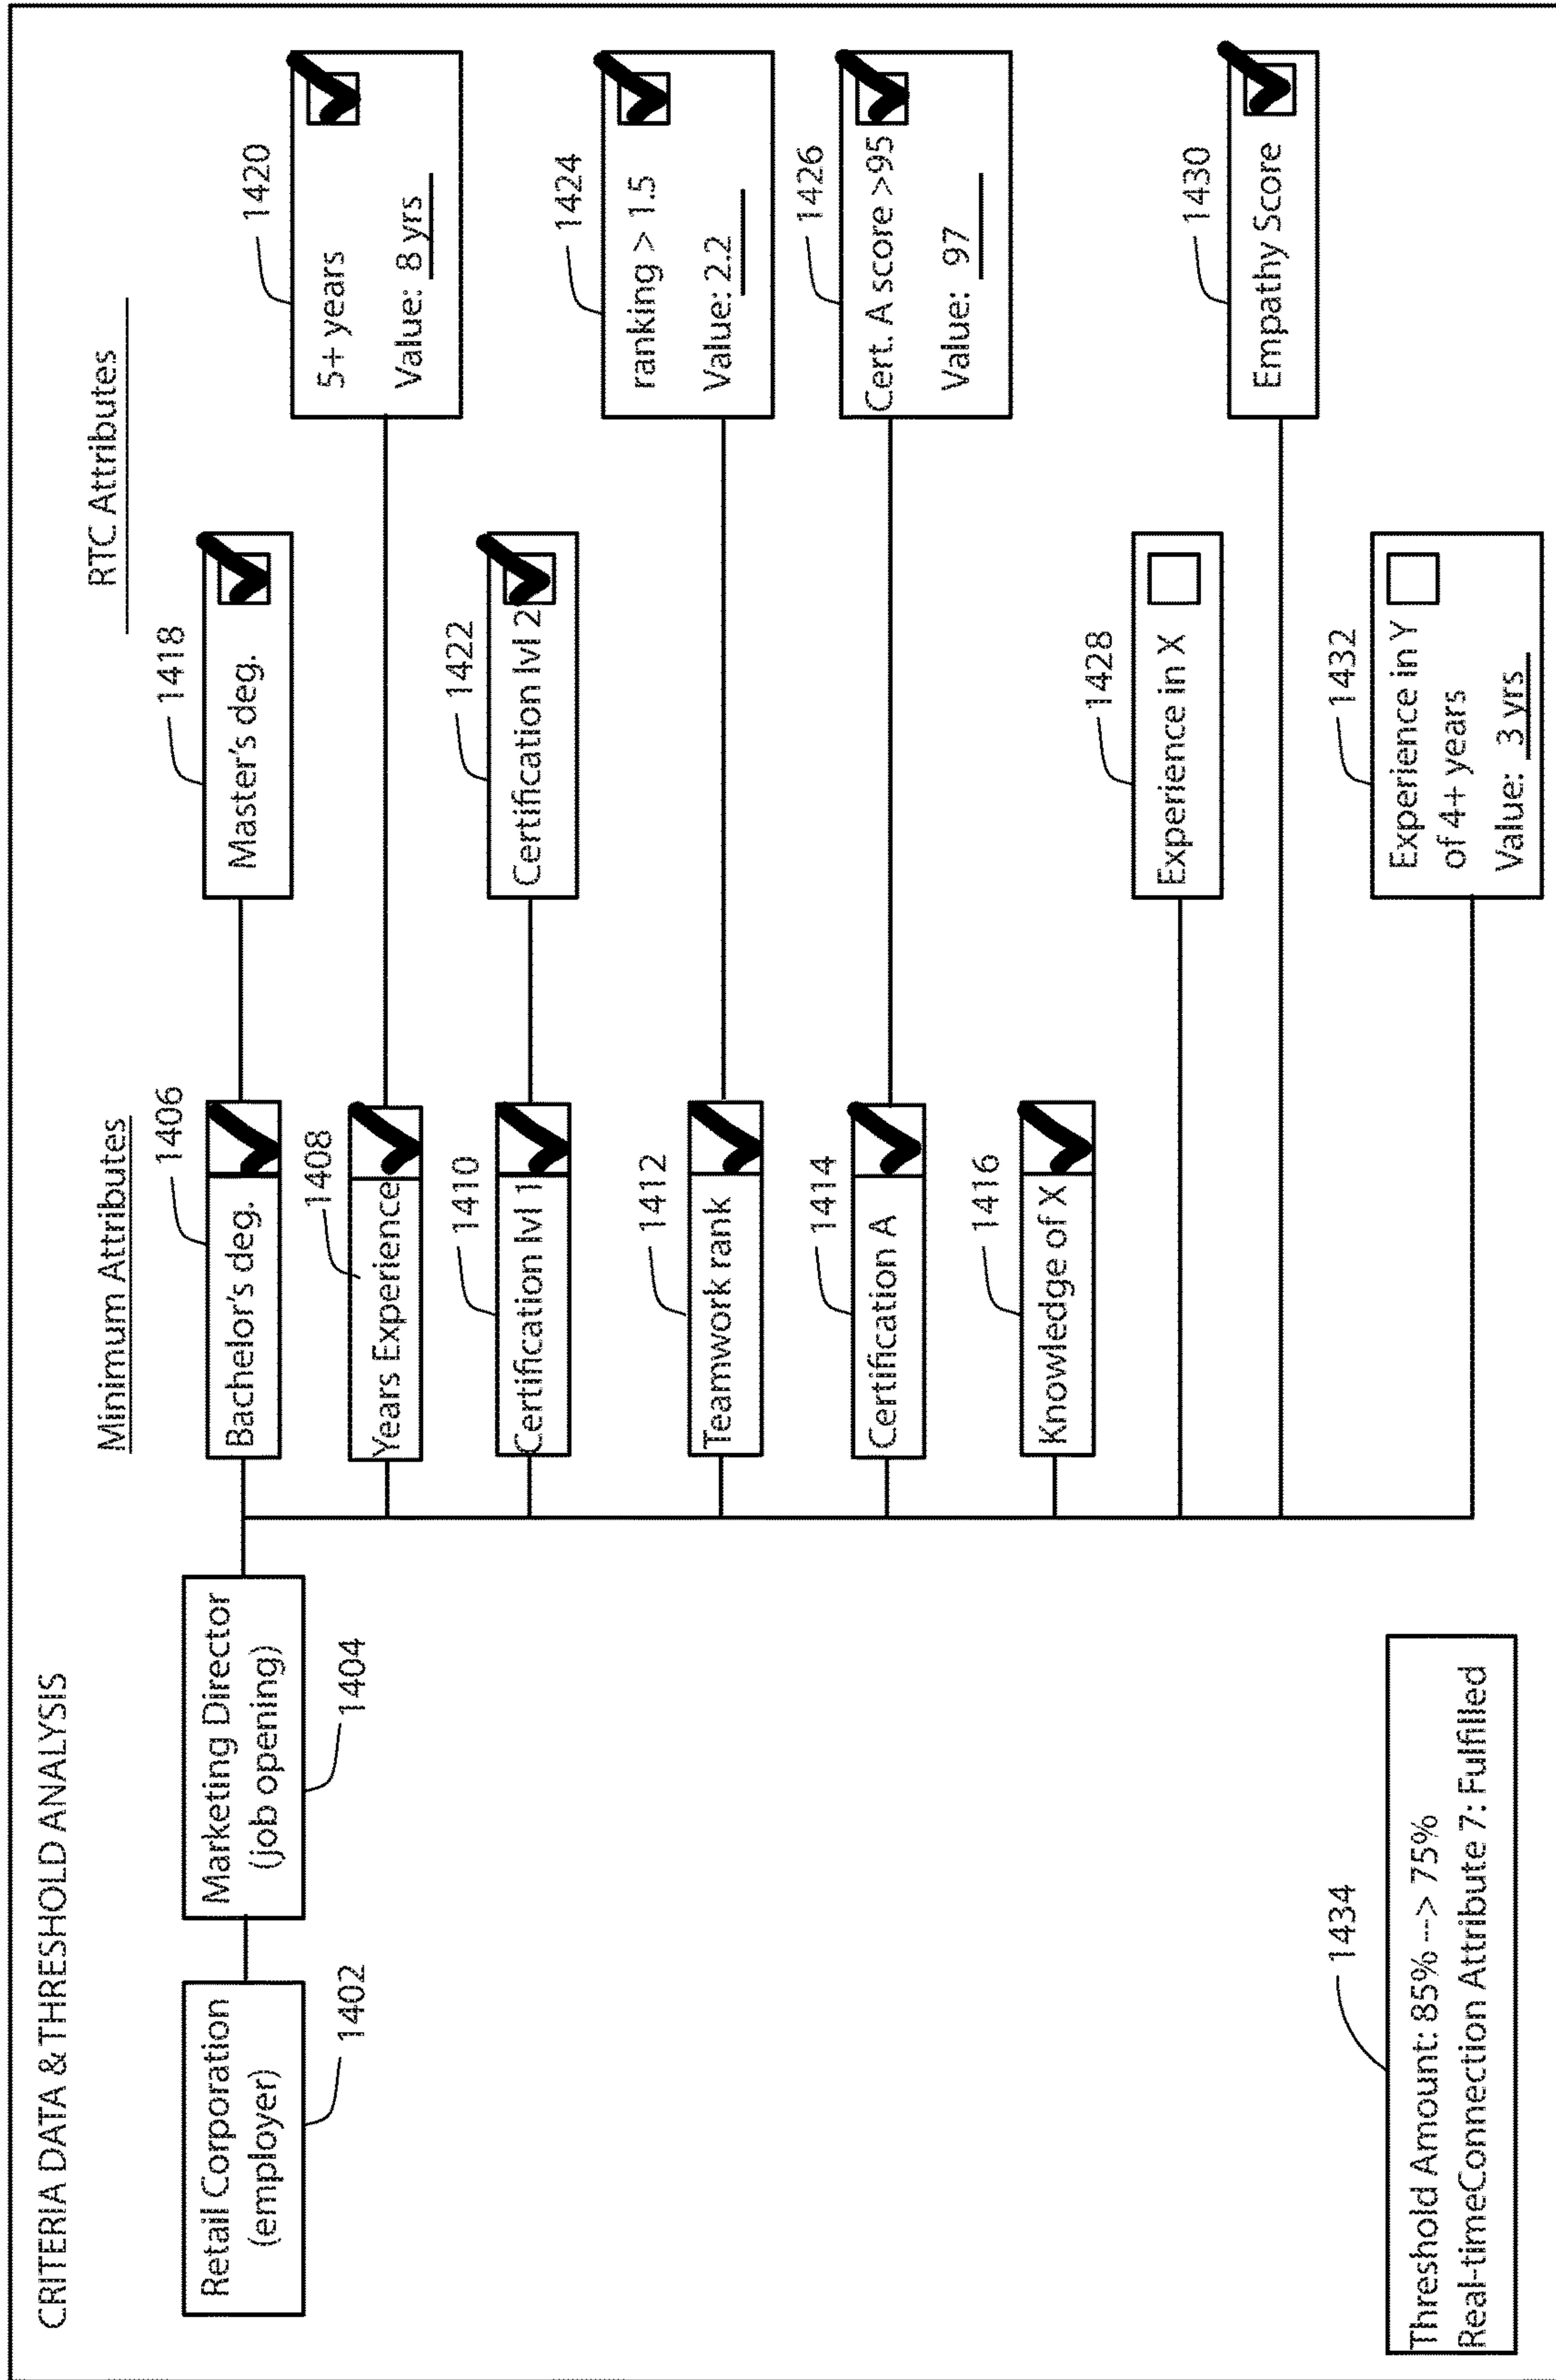 CRITERIA DATA & THRESHOLD ANALYSIS
Retail Corporation
(employer)
1402
Marketing Director
(job opening)
1404
Minimum Attributes
1406
Bachelor's deg.
1408
Years Experience
1410
Certification lvl 1
1412
Teamwork rank
1414
Certification A
1416
Knowledge of X
RTC Attributes
1418
Master's deg.
1420
5+ years
Value: 8 yrs
1422
Certification lvl 2
1424
ranking > 1.5
Value: 2.2
1426
Cert. A score >95
Value: 97
1428
Experience in X
1430
Empathy Score
1432
Experience in Y
of 4+ years
Value: 3 yrs
1434
Threshold Amount: 85% ---> 75%
Real-timeConnection Attribute 7: Fulfilled